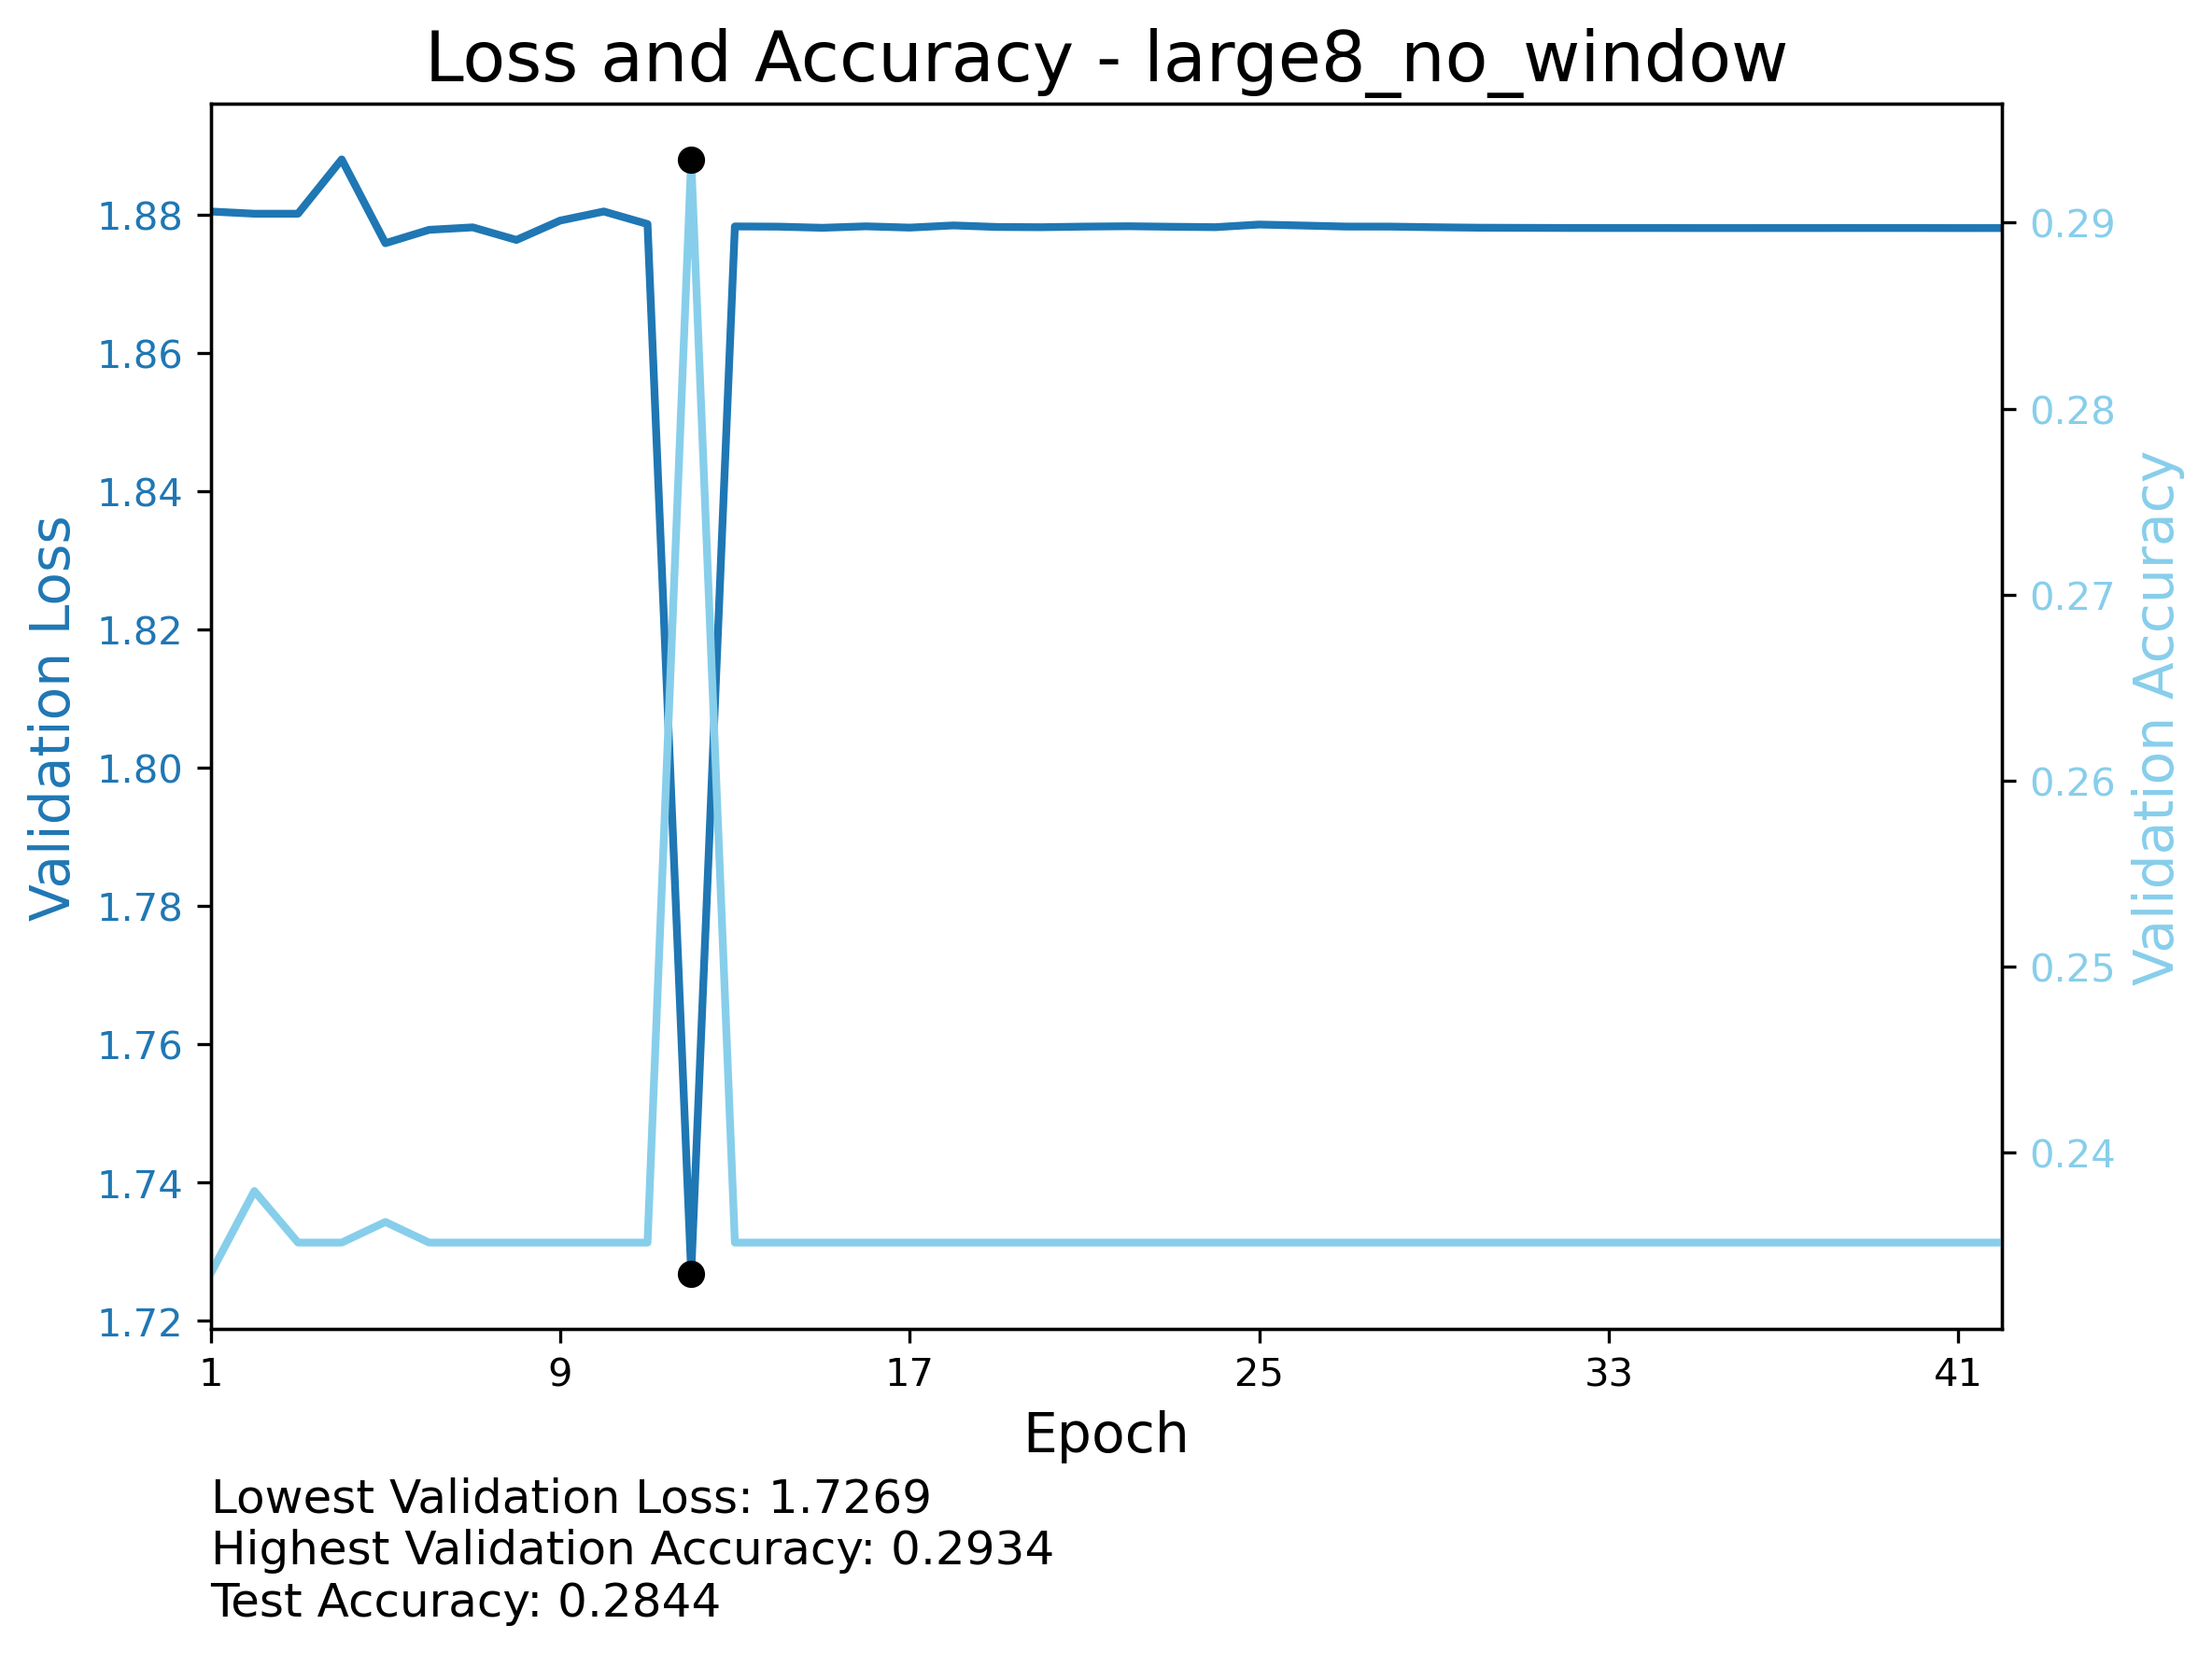 Loss and Accuracy - large8_no_window
Validation Loss
1.88
1.86
1.84
1.82
1.80
1.78
1.76
1.74
1.72
0.29
0.28
0.27
0.26
0.25
0.24
Validation Accuracy
1 9 17 25 33 41
Epoch
Lowest Validation Loss: 1.7269
Highest Validation Accuracy: 0.2934
Test Accuracy: 0.2844